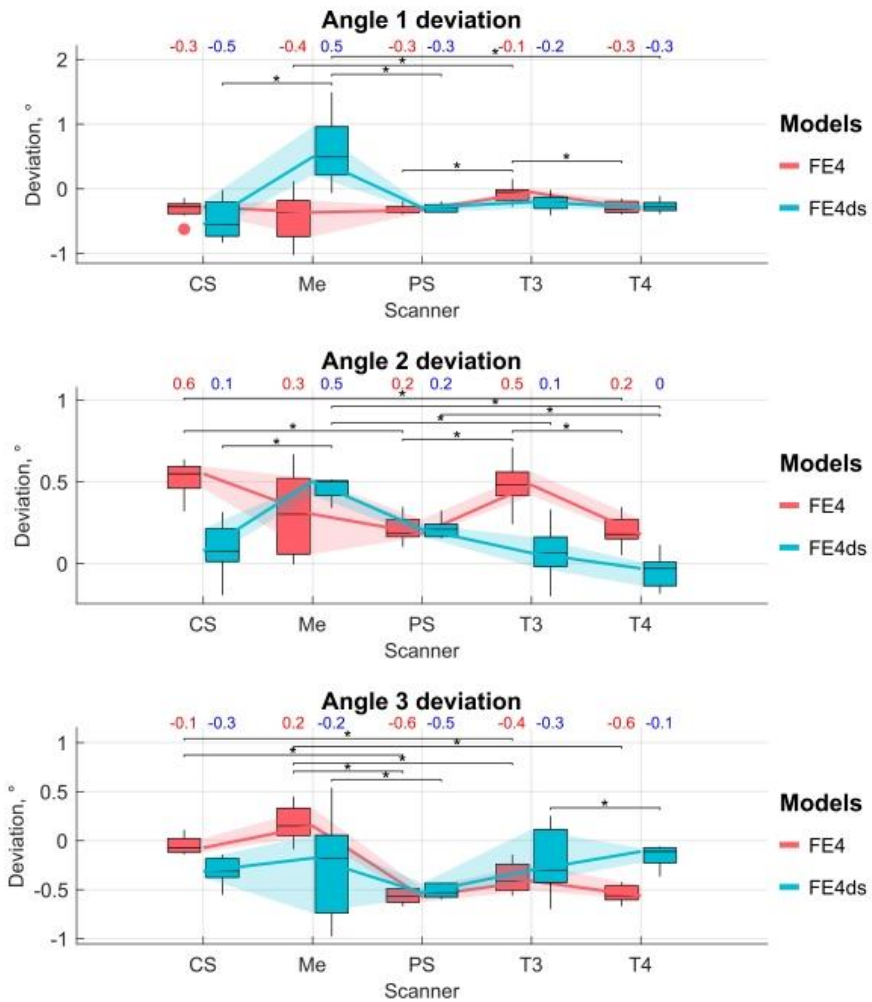 Angle 1 deviation
-0.3 -0.5 -0.4 0.5 -0.3 -0.3 -0.1 -0.2 -0.3 -0.3
2
1
0
-1
Deviation, °
* * * * * *
CS Me PS T3 T4
Scanner
Models
FE4
FE4ds
Angle 2 deviation
0.6 0.1 0.3 0.5 0.2 0.2 0.5 0.1 0.2 0
1
0.5
0
Deviation, °
* * * * * * * *
CS Me PS T3 T4
Scanner
Models
FE4
FE4ds
Angle 3 deviation
-0.1 -0.3 0.2 -0.2 -0.6 -0.5 -0.4 -0.3 -0.6 -0.1
1
0.5
0
-0.5
-1
Deviation, °
* * * * * * *
CS Me PS T3 T4
Scanner
Models
FE4
FE4ds